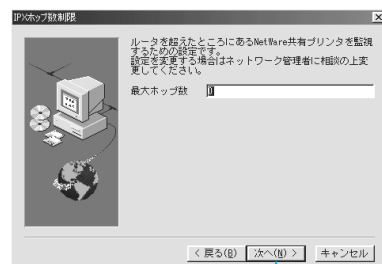 IPXホップ数制限
ルータを超えたところにあるNetWare共有プリンタを監視
するための設定です。
設定を変更する場合はネットワーク管理者に相談の上変
更してください。
最大ホップ数 0
< 戻る(B) 次へ(N) > キャンセル